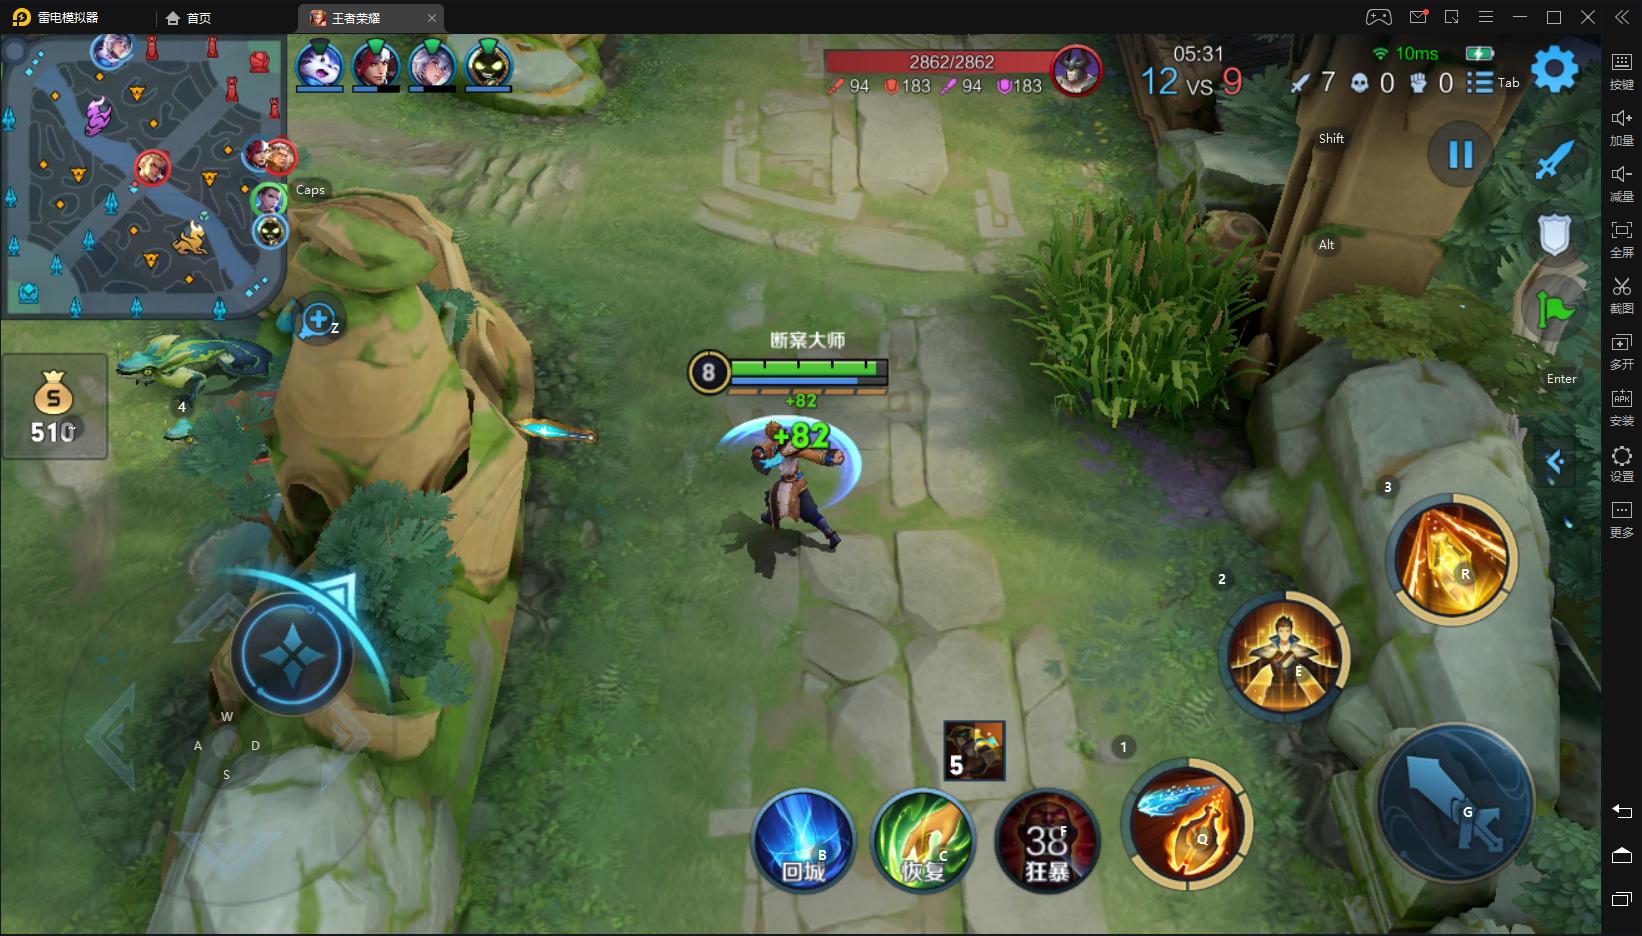 雷电模拟器
首页
王者荣耀
2862/2862
94 183 94 183
05:31
12 VS 9
10ms
7 0 0
Tab
Shift
Caps
Alt
Z
Enter
4
510
断案大师
8
+82
+82
3
R
2
E
W
A D
S
5
1
Q
G
B
回城
C
恢复
38
F
狂暴
按键
加量
减量
全屏
截图
多开
APK
安装
设置
更多